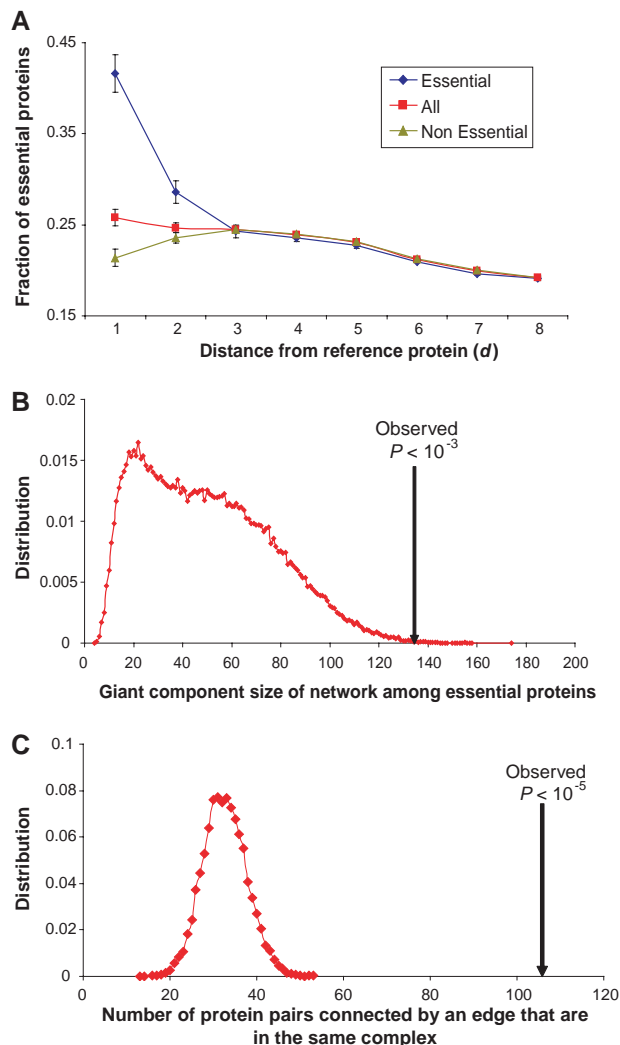 A
Fraction of essential proteins
0.45
0.35
0.25
0.15
Essential
All
Non Essential
1 2 3 4 5 6 7 8
Distance from reference protein (d)
B
Distribution
0.02
0.015
0.01
0.005
0
Observed
P < 10^-3
0 20 40 60 80 100 120 140 160 180 200
Giant component size of network among essential proteins
C
Distribution
0.1
0.08
0.06
0.04
0.02
0
Observed
P < 10^-5
0 20 40 60 80 100 120
Number of protein pairs connected by an edge that are
in the same complex